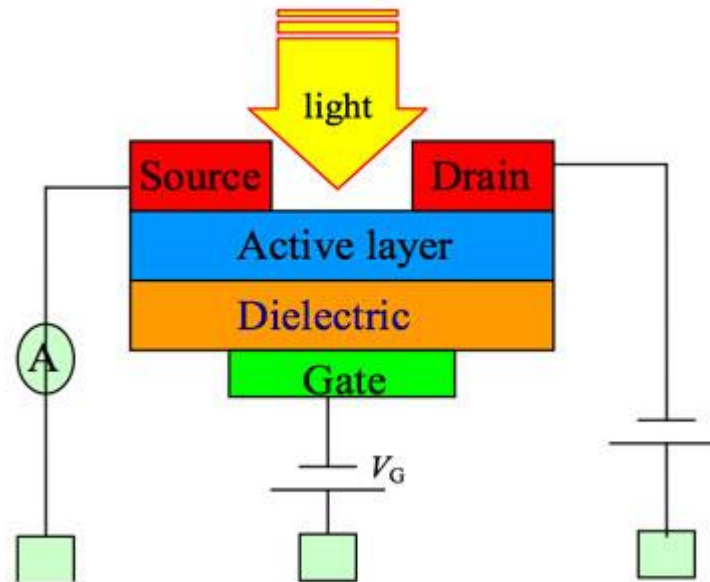 light
Source
Drain
Active layer
Dielectric
A
Gate
VG